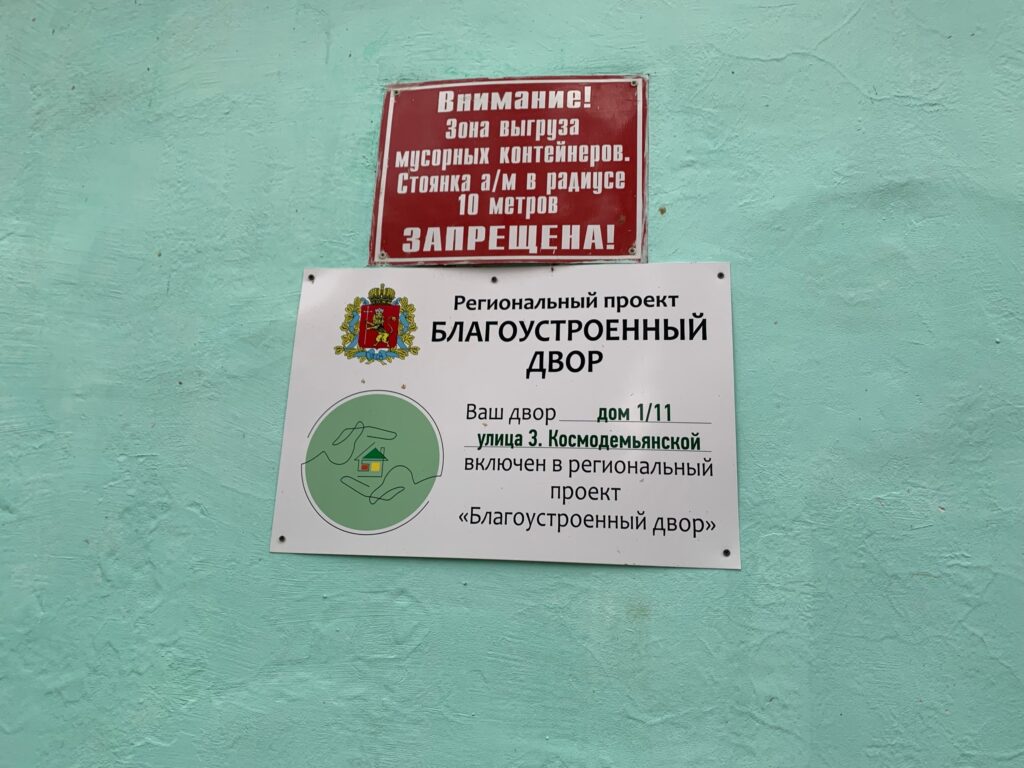 Внимание!
Зона выгруза
мусорных контейнеров.
Стоянка а/м в радиусе
10 метров
ЗАПРЕЩЕНА!
Региональный проект
БЛАГОУСТРОЕННЫЙ
ДВОР
Ваш двор дом 1/11
улица З. Космодемьянской
включен в региональный
проект
«Благоустроенный двор»